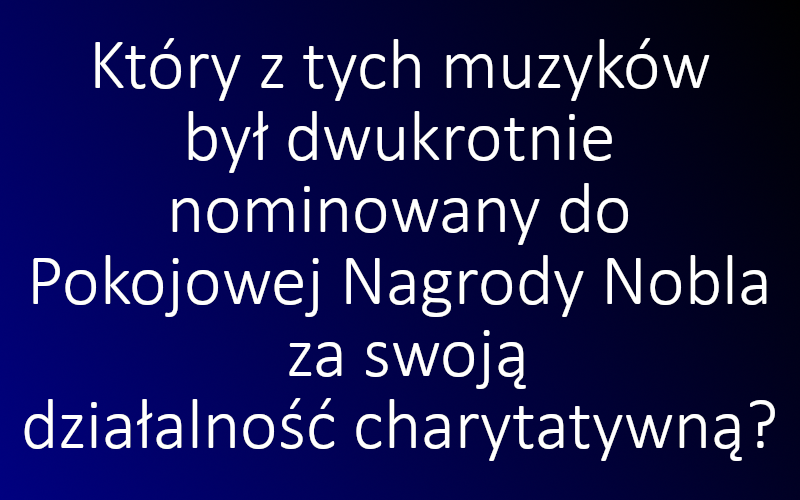 Który z tych muzyków
był dwukrotnie
nominowany do
Pokojowej Nagrody Nobla
za swoją
działalność charytatywną?